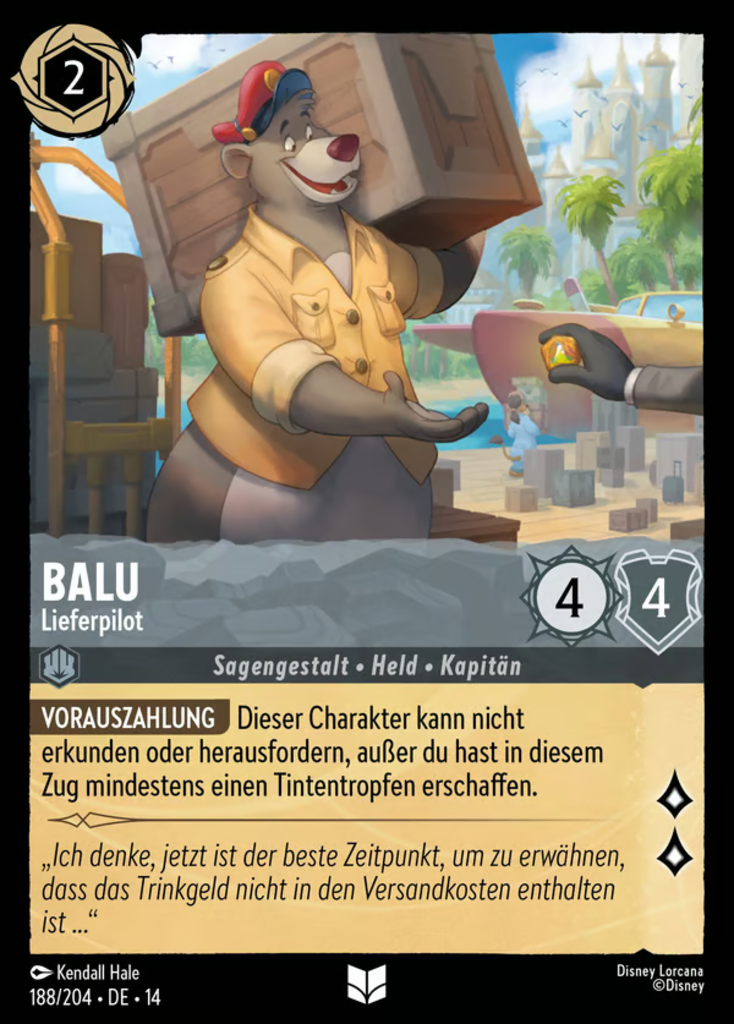 2
BALU
Lieferpilot
4
4
Sagengestalt • Held • Kapitän
VORAUSZAHLUNG Dieser Charakter kann nicht
erkunden oder herausfordern, außer du hast in diesem
Zug mindestens einen Tintentropfen erschaffen.
„Ich denke, jetzt ist der beste Zeitpunkt, um zu erwähnen,
dass das Trinkgeld nicht in den Versandkosten enthalten
ist ...“
Kendall Hale
188/204 • DE • 14
Disney Lorcana
©Disney